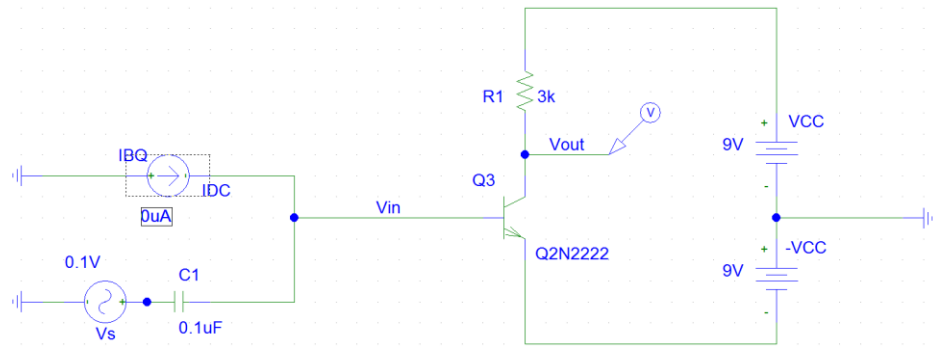 R1
3k
V
VCC
Vout
9V
IBQ
Q3
IDC
Vin
0uA
Q2N2222
-VCC
0.1V
C1
9V
0.1uF
Vs